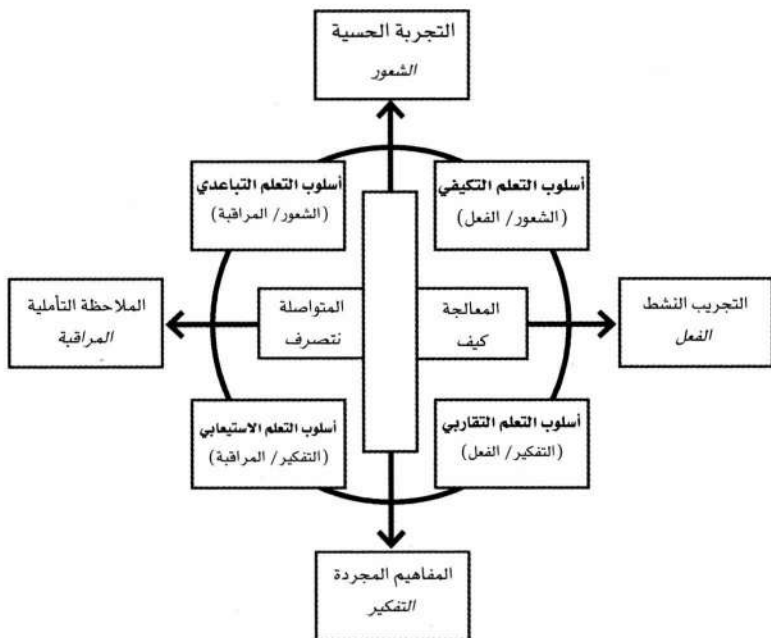 التجربة الحسية
الشعور
أسلوب التعلم التكيفي
(الشعور/ الفعل)
أسلوب التعلم التباعدي
(الشعور/ المراقبة)
التجريب النشط
الفعل
المعالجة
كيف
المتواصلة
نتصرف
الملاحظة التأملية
المراقبة
أسلوب التعلم التقاربي
(التفكير/ الفعل)
أسلوب التعلم الاستيعابي
(التفكير/ المراقبة)
المفاهيم المجردة
التفكير